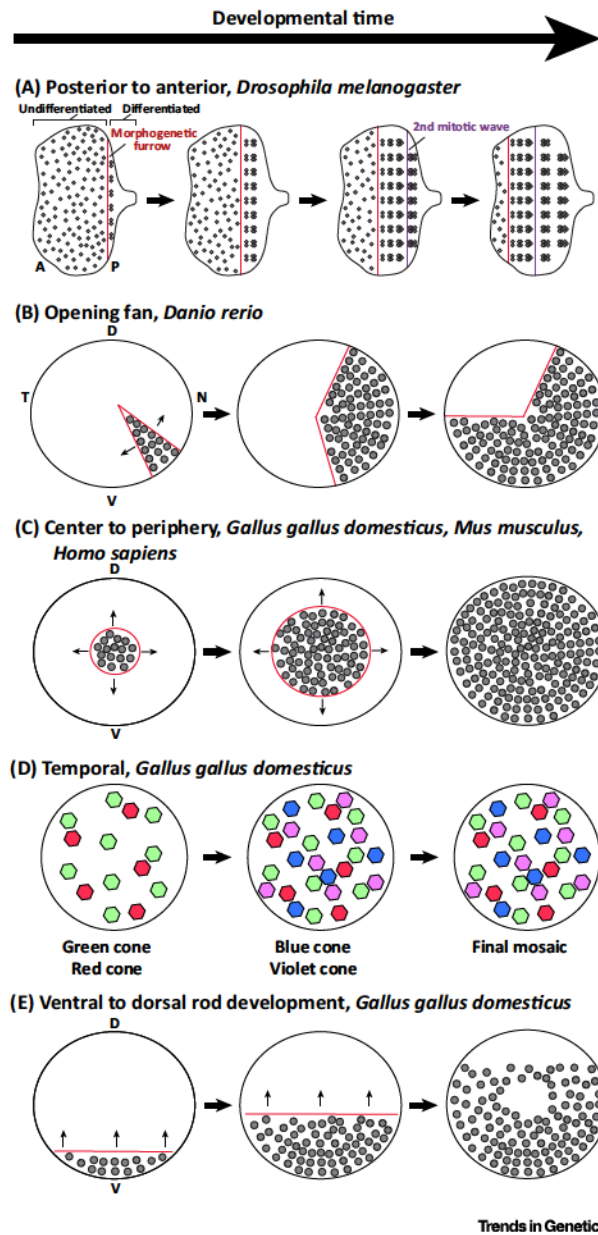 Developmental time
(A) Posterior to anterior, Drosophila melanogaster
Undifferentiated Differentiated
Morphogenetic
furrow
2nd mitotic wave
A P
(B) Opening fan, Danio rerio
D
T N
V
(C) Center to periphery, Gallus gallus domesticus, Mus musculus,
Homo sapiens
D
V
(D) Temporal, Gallus gallus domesticus
Green cone Blue cone Final mosaic
Red cone Violet cone
(E) Ventral to dorsal rod development, Gallus gallus domesticus
D
V
Trends in Genetic